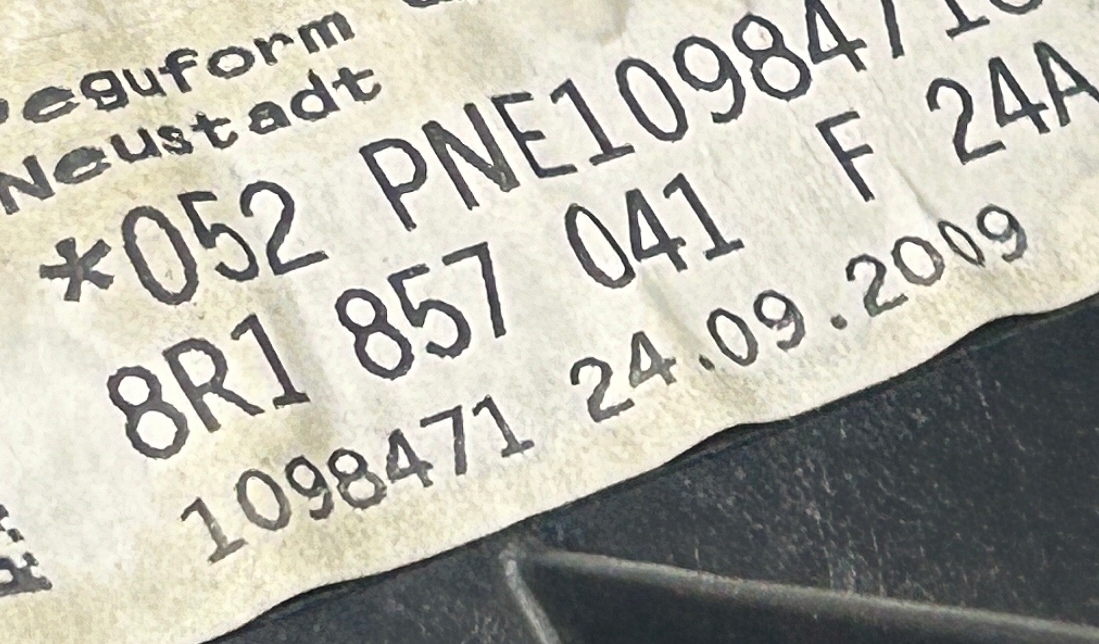 eguform
Neustadt
*052 PNE1098471
8R1 857 041 F 24A
1098471 24.09.2009